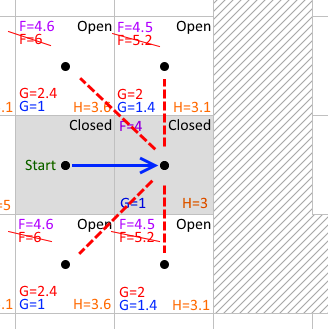 F=4.6 Open F=4.5 Open
F=6 F=5.2
G=2.4 G=2
.1 G=1 H=3.6 G=1.4 H=3.1
Closed F=4 Closed
Start
=5 G=1 H=3
F=4.6 Open F=4.5 Open
F=6 F=5.2
G=2.4 G=2
.1 G=1 H=3.6 G=1.4 H=3.1